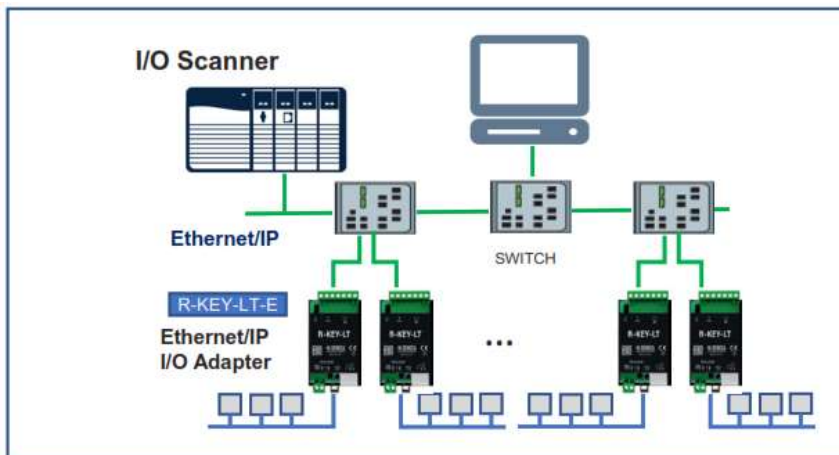 I/O Scanner
Ethernet/IP
SWITCH
R-KEY-LT-E
Ethernet/IP
I/O Adapter
R-KEY-LT
R-KEY-LT
...
R-KEY-LT
R-KEY-LT